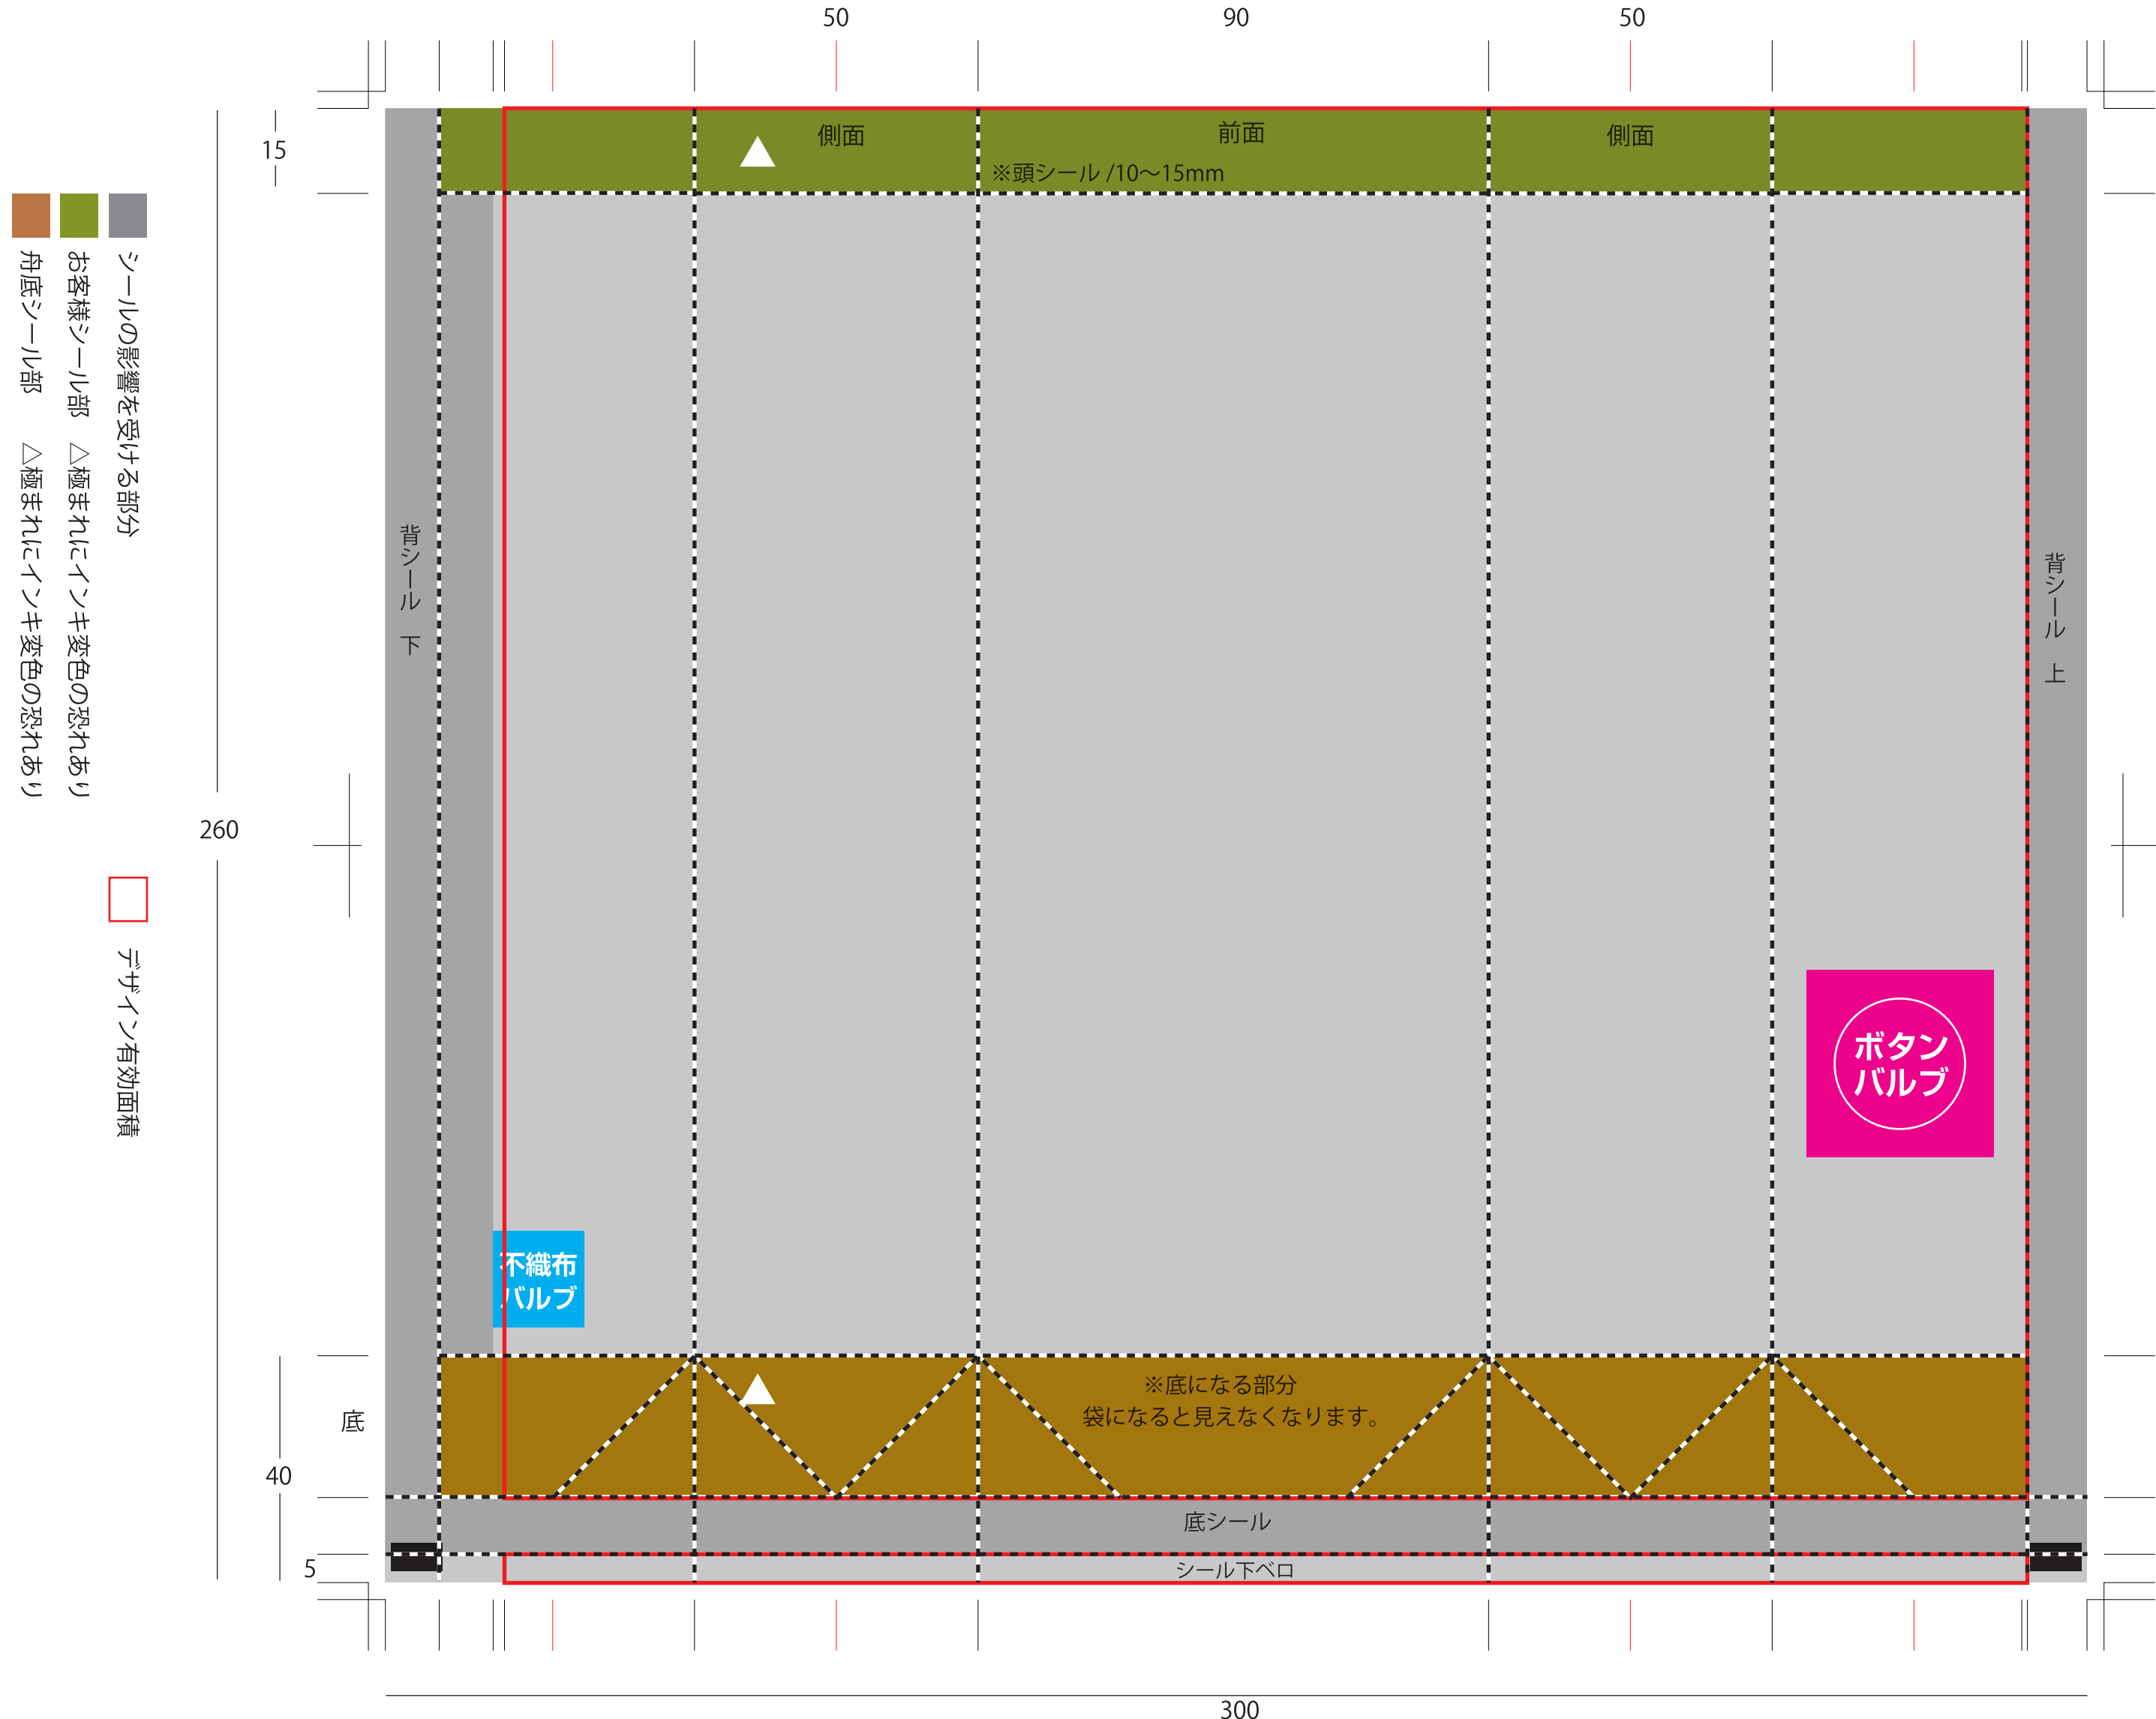 50
90
50
側面
前面
側面
※頭シール /10～15mm
15
シールの影響を受ける部分
お客様シール部　△極まれにインキ変色の恐れあり
舟底シール部　△極まれにインキ変色の恐れあり
デザイン有効面積
260
背シール　下
背シール　上
ボタン
バルブ
不織布
バルブ
※底になる部分
袋になると見えなくなります。
底
40
底シール
シール下ベロ
5
300